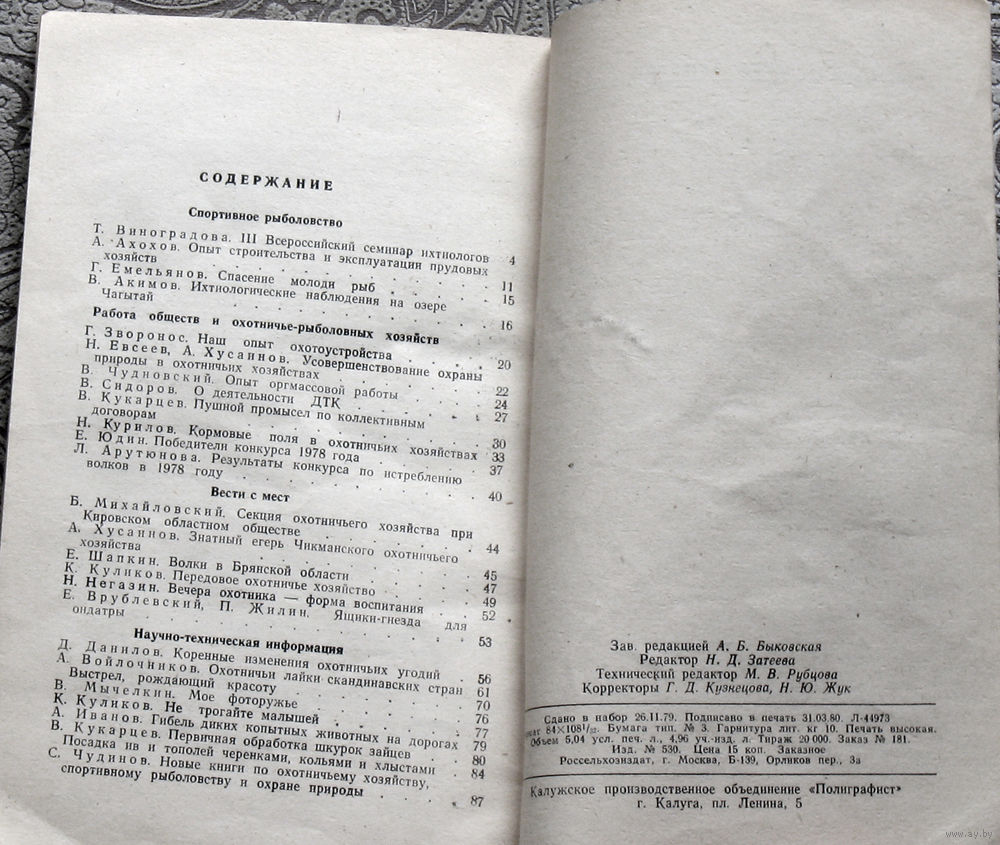 СОДЕРЖАНИЕ
Спортивное рыболовство
Т. Виноградова. III Всероссийский семинар ихтиологов 4
А. Ахохов. Опыт строительства и эксплуатации прудовых
хозяйств . . . . . . . . . 11
Г. Емельянов. Спасение молоди рыб . . . . 15
В. Акимов. Ихтиологические наблюдения на озере
Чагытай . . . . . . . . . 16
Работа обществ и охотничье-рыболовных хозяйств
Г. Зворонос. Наш опыт охотоустройства . . . . 20
Н. Евсеев, А. Хусаинов. Усовершенствование охраны
природы в охотничьих хозяйствах . . . . 22
В. Чудновский. Опыт оргмассовой работы . . . . 24
В. Сидоров. О деятельности ДТК . . . . 27
В. Кукарцев. Пушной промысел по коллективным
договорам . . . . . . . . . 30
Н. Курилов. Кормовые поля в охотничьих хозяйствах 33
Е. Юдин. Победители конкурса 1978 года . . . . 37
Л. Арутюнова. Результаты конкурса по истреблению
волков в 1978 году . . . . . . . 40
Вести с мест
Б. Михайловский. Секция охотничьего хозяйства при
Кировском областном обществе . . . . 44
А. Хусаинов. Знатный егерь Чикманского охотничьего
хозяйства . . . . . . . . . 45
Е. Шапкин. Волки в Брянской области . . . . 47
К. Куликов. Передовое охотничье хозяйство . . . 49
Н. Негазин. Вечера охотника — форма воспитания . . 52
Е. Врублевский, П. Жилин. Ящики-гнезда для
ондатры . . . . . . . . . 53
Научно-техническая информация
Д. Данилов. Коренные изменения охотничьих угодий . 56
А. Войлочников. Охотничьи лайки скандинавских стран 61
Выстрел, рождающий красоту . . . . 70
В. Мычелкин. Мое фоторужье . . . . 76
К. Куликов. Не трогайте малышей . . . . 77
А. Иванов. Гибель диких копытных животных на дорогах 79
В. Кукарцев. Первичная обработка шкурок зайцев . . 80
Посадка ив и тополей черенками, кольями и хлыстами . 84
С. Чудинов. Новые книги по охотничьему хозяйству,
спортивному рыболовству и охране природы . . . . 87
Зав. редакцией А. Б. Быковская
Редактор Н. Д. Затеева
Технический редактор М. В. Рубцова
Корректоры Г. Д. Кузнецова, Н. Ю. Жук
Сдано в набор 26.11.79. Подписано в печать 31.03.80. Л-44973
84×108 1/32. Бумага тип. № 3. Гарнитура лит. кг 10. Печать высокая.
Объем 5,04 усл. печ. л., 4,96 уч.-изд. л. Тираж 20 000. Заказ № 181.
Изд. № 530. Цена 15 коп. Заказное
Россельхозиздат, г. Москва, Б-139, Орликов пер., 3а
Калужское производственное объединение «Полиграфист»
г. Калуга, пл. Ленина, 5
www.ay.by